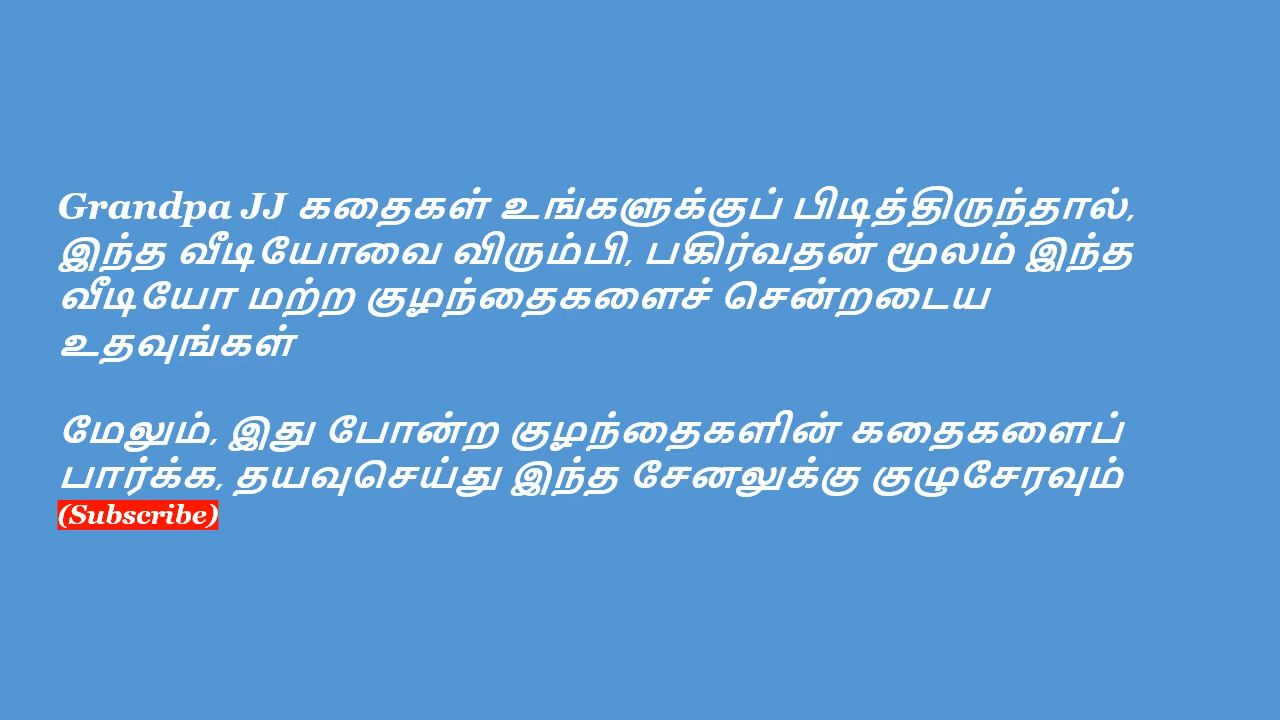 Grandpa JJ கதைகள் உங்களுக்குப் பிடித்திருந்தால்,
இந்த வீடியோவை விரும்பி, பகிர்வதன் மூலம் இந்த
வீடியோ மற்ற குழந்தைகளைச் சென்றடைய
உதவுங்கள்
மேலும், இது போன்ற குழந்தைகளின் கதைகளைப்
பார்க்க, தயவுசெய்து இந்த சேனலுக்கு குழுசேரவும்
(Subscribe)